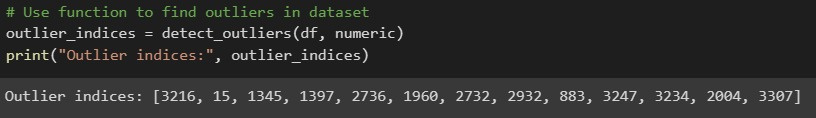 # Use function to find outliers in dataset
outlier_indices = detect_outliers(df, numeric)
print("Outlier indices:", outlier_indices)
Outlier indices: [3216, 15, 1345, 1397, 2736, 1960, 2732, 2932, 883, 3247, 3234, 2004, 3307]